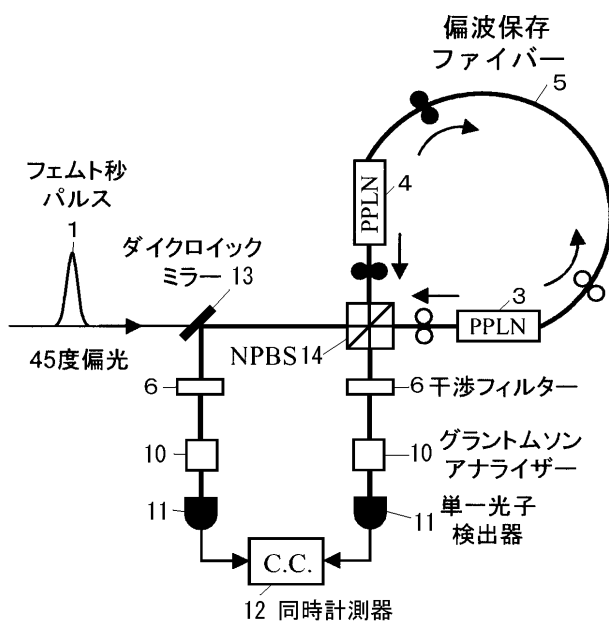 偏波保存
ファイバー
5
フェムト秒
パルス
1
4
PPLN
ダイクロイック
ミラー 13
3
PPLN
45度偏光
NPBS14
6
6 干渉フィルター
10
10
グラントムソン
アナライザー
11
11
単一光子
検出器
C.C.
12 同時計測器